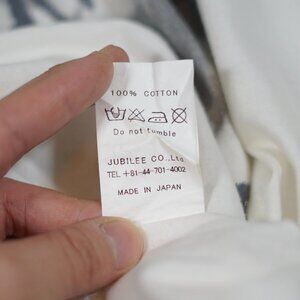 100% COTTON
Do not tumble
JUBILEE CO.,Ltd
TEL +81-44-701-4002
MADE IN JAPAN